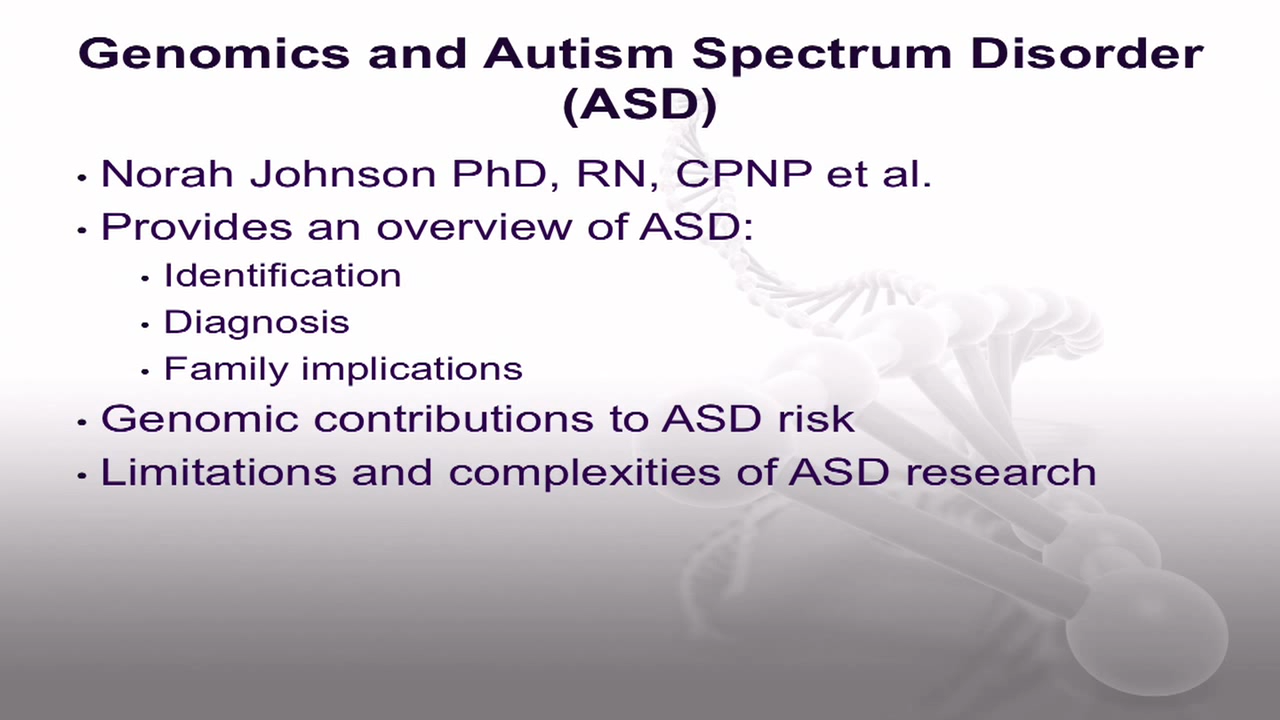 Genomics and Autism Spectrum Disorder
(ASD)
• Norah Johnson PhD, RN, CPNP et al.
• Provides an overview of ASD:
• Identification
• Diagnosis
• Family implications
• Genomic contributions to ASD risk
• Limitations and complexities of ASD research